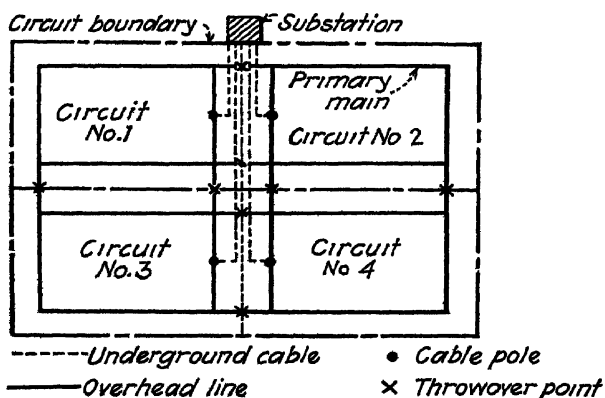 Circuit boundary
Substation
Primary
main
Circuit
No.1
Circuit No 2
Circuit
No.3
Circuit
No 4
Underground cable
Cable pole
Overhead line
Throwover point